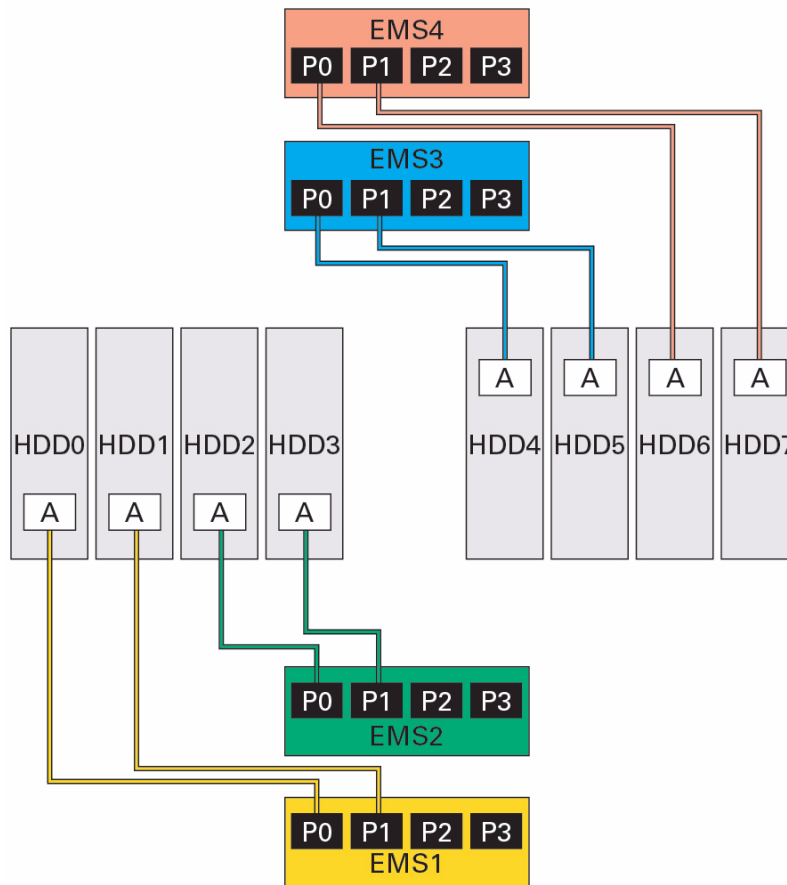 EMS4
P0 P1 P2 P3
EMS3
P0 P1 P2 P3
A A A A
HDD0 HDD1 HDD2 HDD3 HDD4 HDD5 HDD6 HDD7
A A A A
P0 P1 P2 P3
EMS2
P0 P1 P2 P3
EMS1